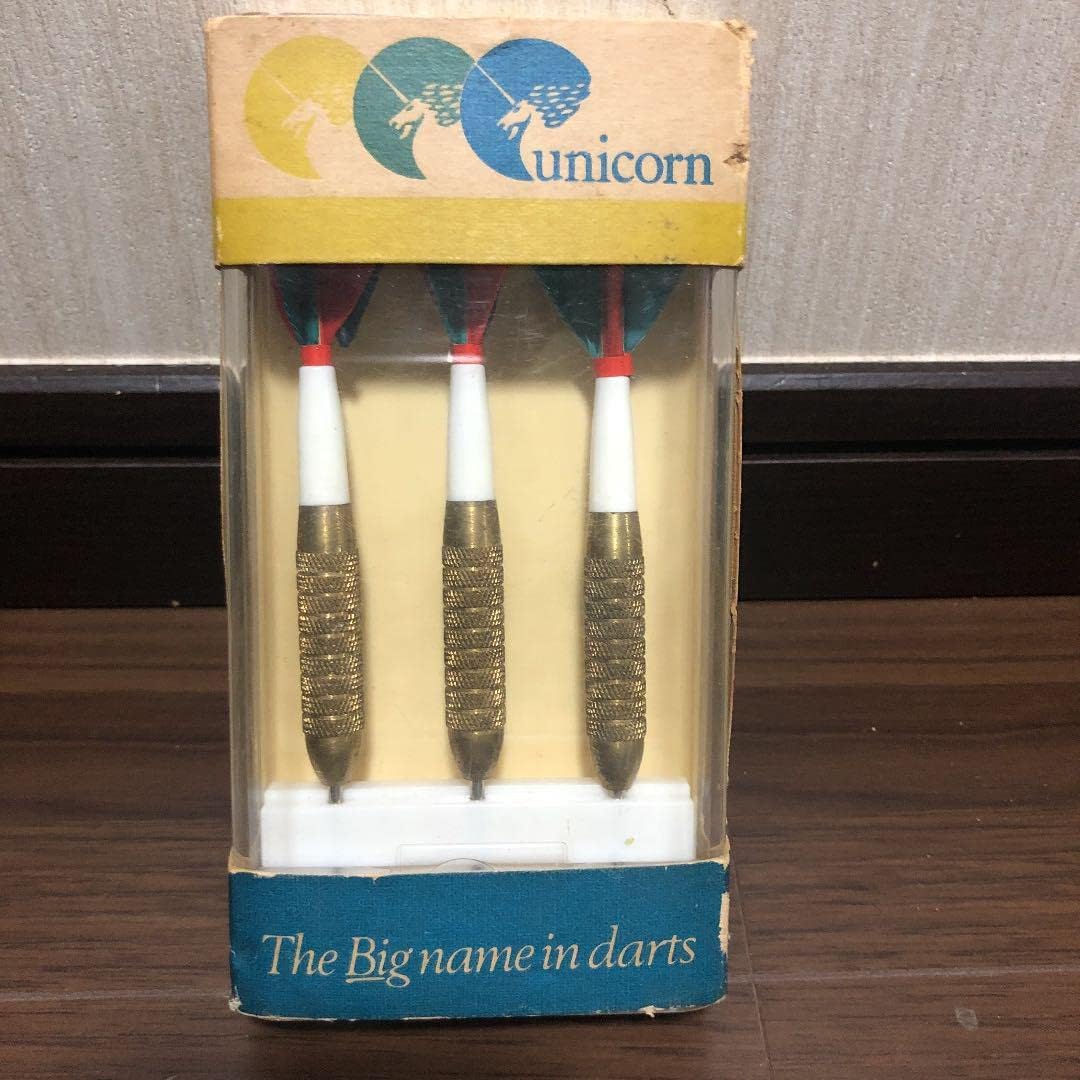 unicorn
The Big name in darts